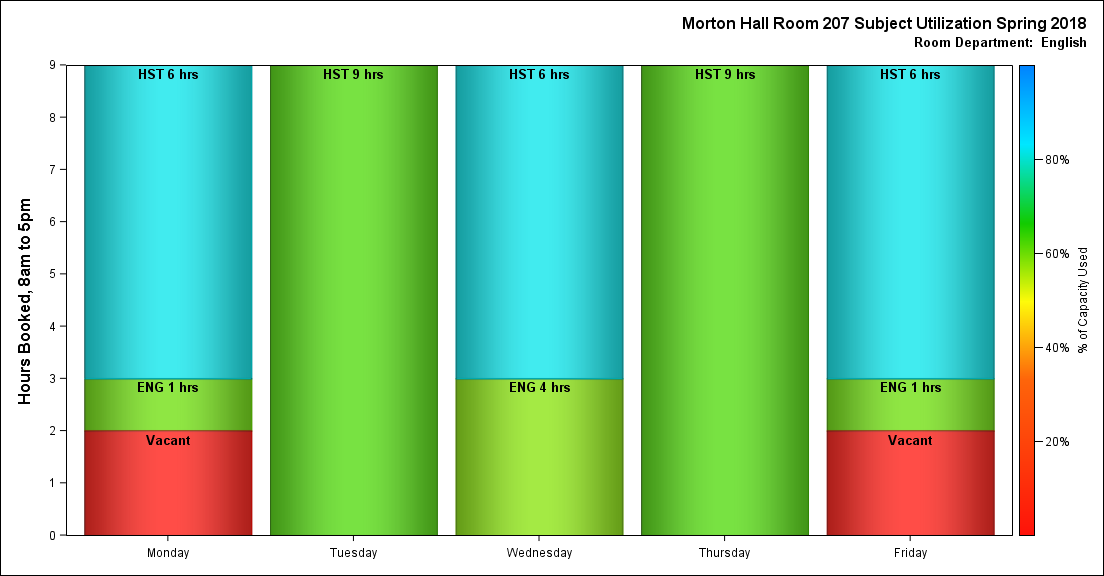 Morton Hall Room 207 Subject Utilization Spring 2018
Room Department:  English
Hours Booked, 8am to 5pm
9
8
7
6
5
4
3
2
1
0
HST 6 hrs
HST 9 hrs
HST 6 hrs
HST 9 hrs
HST 6 hrs
ENG 1 hrs
ENG 4 hrs
ENG 1 hrs
Vacant
Vacant
Monday
Tuesday
Wednesday
Thursday
Friday
80%
60%
40%
20%
% of Capacity Used